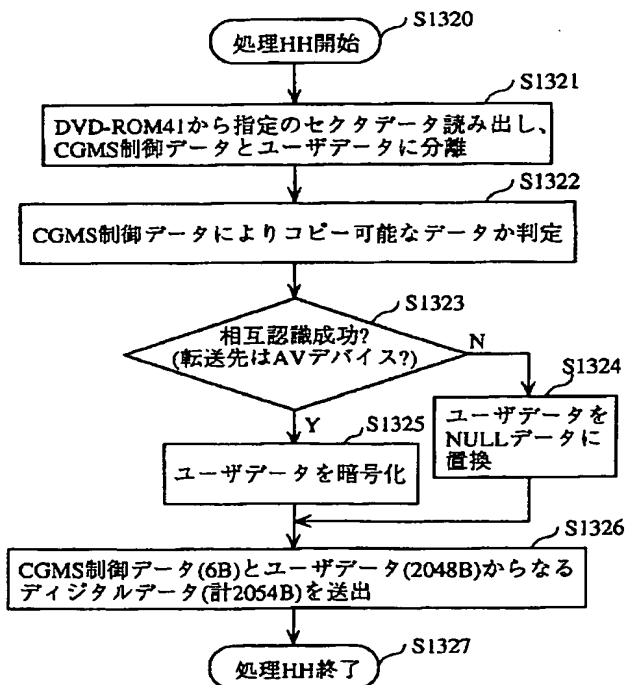 S1320
処理HH開始
S1321
DVD-ROM41から指定のセクタデータ読み出し、
CGMS制御データとユーザデータに分離
S1322
CGMS制御データによりコピー可能なデータか判定
S1323
相互認識成功?
(転送先はAVデバイス?)
N
S1324
ユーザデータを
NULLデータに
置換
Y
S1325
ユーザデータを暗号化
S1326
CGMS制御データ(6B)とユーザデータ(2048B)からなる
ディジタルデータ(計2054B)を送出
S1327
処理HH終了